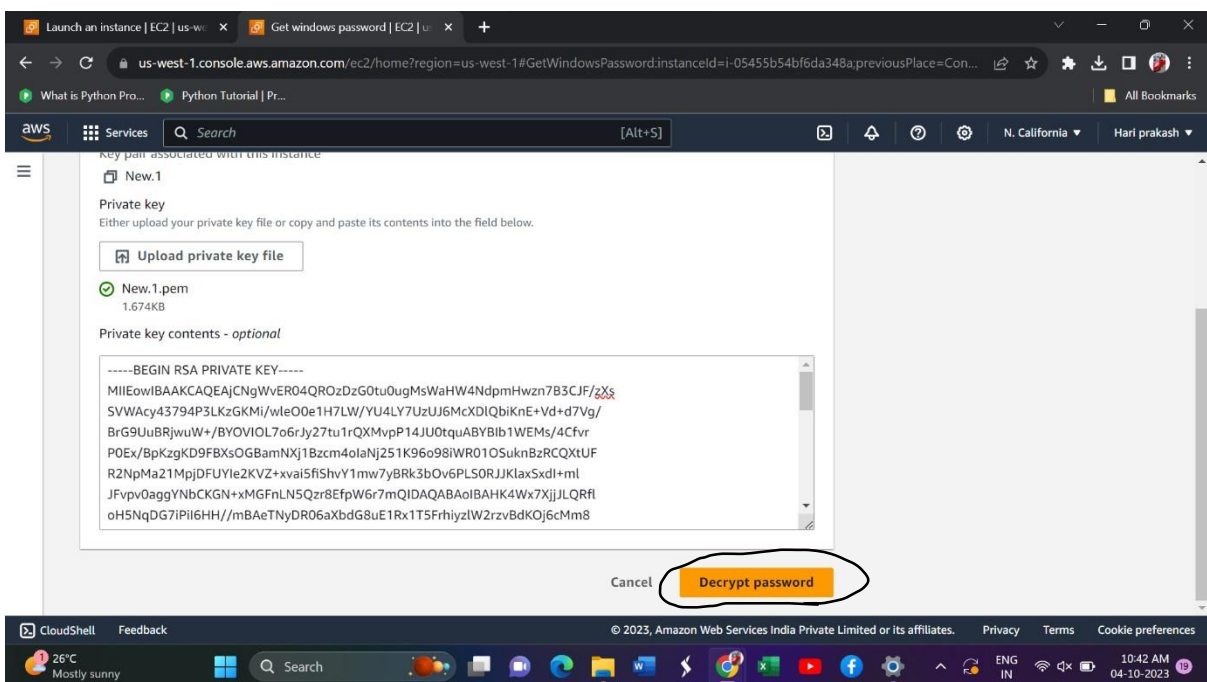 Launch an instance | EC2 | us-we
Get windows password | EC2 | u
us-west-1.console.aws.amazon.com/ec2/home?region=us-west-1#GetWindowsPassword:instanceId=i-05455b54bf6da348a;previousPlace=Con...
What is Python Pro...
Python Tutorial | Pr...
All Bookmarks
aws
Services
Search
[Alt+S]
N. California
Hari prakash
Key pair associated with this instance
New.1
Private key
Either upload your private key file or copy and paste its contents into the field below.
Upload private key file
New.1.pem
1.674KB
Private key contents - optional
-----BEGIN RSA PRIVATE KEY-----
MIIEowIBAAKCAQEAjCNgWvER04QROzDzG0tu0ugMsWaHW4NdpmHwzn7B3CJF/zXs
SVWAcy43794P3LKzGKMi/wleO0e1H7LW/YU4LY7UzUJ6McXDlQbiKnE+Vd+d7Vg/
BrG9UuBRjwuW+/BYOVIOL7o6rJy27tu1rQXMvpP14JU0tquABYBIb1WEMs/4Cfvr
P0Ex/BpKzgKD9FBXsOGBamNXj1Bzcm4oIaNj251K96o98iWR01OSuknBzRCQXtUF
R2NpMa21MpjDFUYIe2KVZ+xvai5fiShvY1mw7yBRk3bOv6PLS0RJJKlaxSxdI+ml
JFvpv0aggYNbCKGN+xMGFnLN5Qzr8EfpW6r7mQIDAQABAoIBAHK4Wx7XjjJLQRfl
oH5NqDG7iPiI6HH//mBAeTNyDR06aXbdG8uE1Rx1T5FrhiyzlW2rzvBdKOj6cMm8
Cancel
Decrypt password
CloudShell
Feedback
© 2023, Amazon Web Services India Private Limited or its affiliates.
Privacy
Terms
Cookie preferences
26°C
Mostly sunny
Search
ENG
IN
10:42 AM
04-10-2023
19